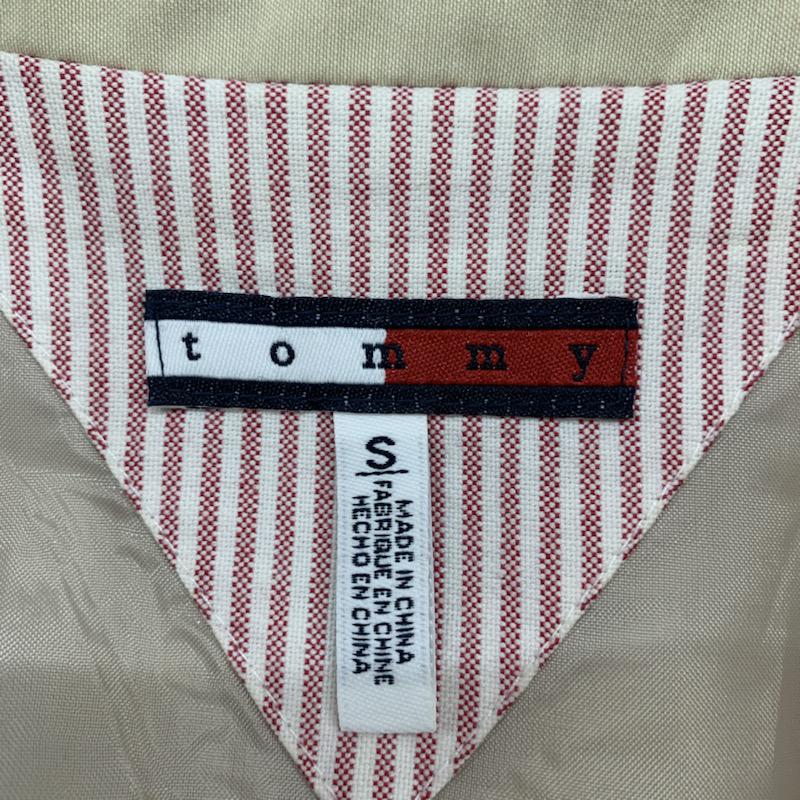 tommy
S
MADE IN CHINA
FABRIQUE EN CHINE
HECHO EN CHINA